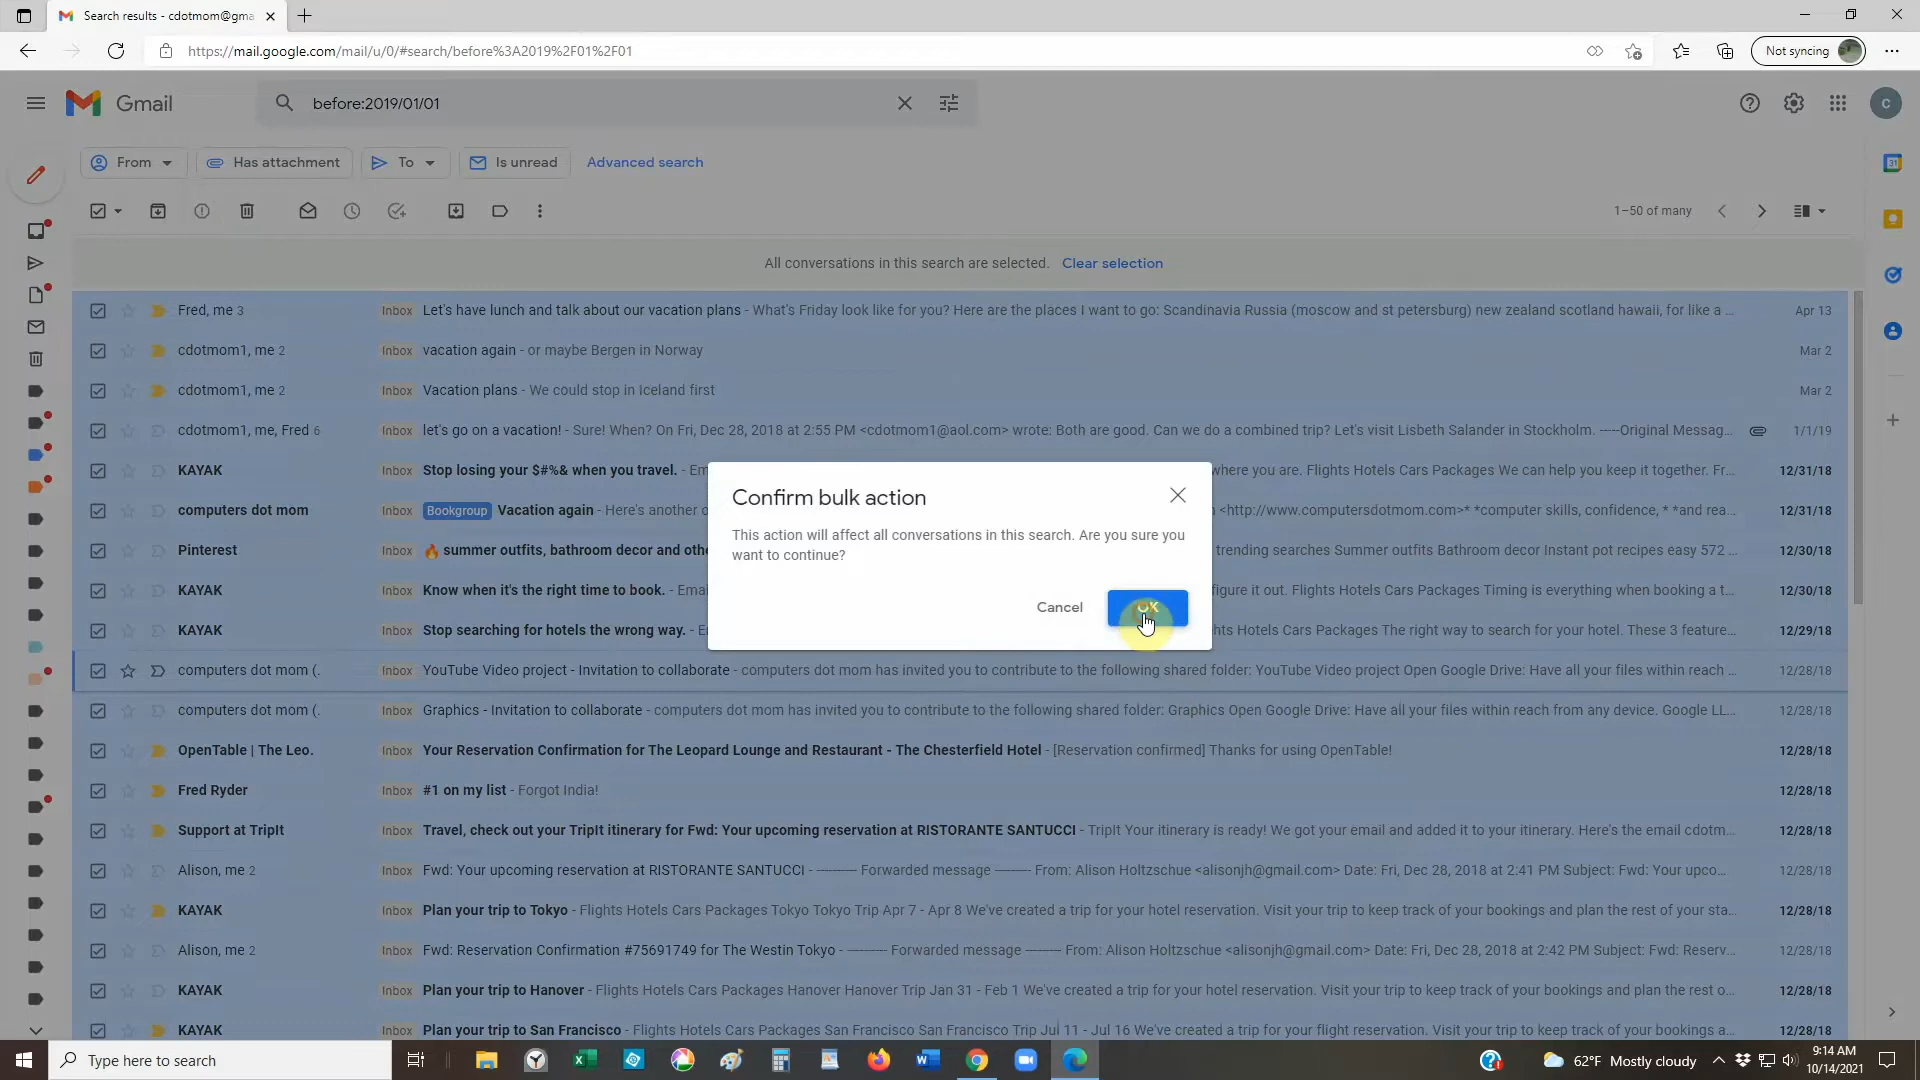 Search results - cdotmom@gma
https://mail.google.com/mail/u/0/#search/before%3A2019%2F01%2F01
Not syncing
Gmail
before:2019/01/01
C
From
Has attachment
To
Is unread
Advanced search
31
1–50 of many
All conversations in this search are selected. Clear selection
Fred, me 3 Inbox Let's have lunch and talk about our vacation plans - What's Friday look like for you? Here are the places I want to go: Scandinavia Russia (moscow and st petersburg) new zealand scotland hawaii, for like a ... Apr 13
cdotmom1, me 2 Inbox vacation again - or maybe Bergen in Norway Mar 2
cdotmom1, me 2 Inbox Vacation plans - We could stop in Iceland first Mar 2
cdotmom1, me, Fred 6 Inbox let's go on a vacation! - Sure! When? On Fri, Dec 28, 2018 at 2:55 PM <cdotmom1@aol.com> wrote: Both are good. Can we do a combined trip? Let's visit Lisbeth Salander in Stockholm. -----Original Messag... 1/1/19
KAYAK Inbox Stop losing your $#%& when you travel. - Em where you are. Flights Hotels Cars Packages We can help you keep it together. Fr... 12/31/18
computers dot mom Inbox Bookgroup Vacation again - Here's another o <http://www.computersdotmom.com>* *computer skills, confidence, * *and rea... 12/31/18
Pinterest Inbox 🔥 summer outfits, bathroom decor and othe trending searches Summer outfits Bathroom decor Instant pot recipes easy 572 ... 12/30/18
KAYAK Inbox Know when it's the right time to book. - Emai figure it out. Flights Hotels Cars Packages Timing is everything when booking a t... 12/30/18
KAYAK Inbox Stop searching for hotels the wrong way. - E hts Hotels Cars Packages The right way to search for your hotel. These 3 feature... 12/29/18
computers dot mom (. Inbox YouTube Video project - Invitation to collaborate - computers dot mom has invited you to contribute to the following shared folder: YouTube Video project Open Google Drive: Have all your files within reach ... 12/28/18
computers dot mom (. Inbox Graphics - Invitation to collaborate - computers dot mom has invited you to contribute to the following shared folder: Graphics Open Google Drive: Have all your files within reach from any device. Google LL... 12/28/18
OpenTable | The Leo. Inbox Your Reservation Confirmation for The Leopard Lounge and Restaurant - The Chesterfield Hotel - [Reservation confirmed] Thanks for using OpenTable! 12/28/18
Fred Ryder Inbox #1 on my list - Forgot India! 12/28/18
Support at TripIt Inbox Travel, check out your TripIt itinerary for Fwd: Your upcoming reservation at RISTORANTE SANTUCCI - TripIt Your itinerary is ready! We got your email and added it to your itinerary. Here's the email cdotm... 12/28/18
Alison, me 2 Inbox Fwd: Your upcoming reservation at RISTORANTE SANTUCCI - ---------- Forwarded message --------- From: Alison Holtzschue <alisonjh@gmail.com> Date: Fri, Dec 28, 2018 at 2:41 PM Subject: Fwd: Your upco... 12/28/18
KAYAK Inbox Plan your trip to Tokyo - Flights Hotels Cars Packages Tokyo Tokyo Trip Apr 7 - Apr 8 We've created a trip for your hotel reservation. Visit your trip to keep track of your bookings and plan the rest of your sta... 12/28/18
Alison, me 2 Inbox Fwd: Reservation Confirmation #75691749 for The Westin Tokyo - ---------- Forwarded message --------- From: Alison Holtzschue <alisonjh@gmail.com> Date: Fri, Dec 28, 2018 at 2:42 PM Subject: Fwd: Reserv... 12/28/18
KAYAK Inbox Plan your trip to Hanover - Flights Hotels Cars Packages Hanover Hanover Trip Jan 31 - Feb 1 We've created a trip for your hotel reservation. Visit your trip to keep track of your bookings and plan the rest o... 12/28/18
KAYAK Inbox Plan your trip to San Francisco - Flights Hotels Cars Packages San Francisco San Francisco Trip Jul 11 - Jul 16 We've created a trip for your flight reservation. Visit your trip to keep track of your bookings a... 12/28/18
Confirm bulk action
This action will affect all conversations in this search. Are you sure you
want to continue?
Cancel
OK
Type here to search
62°F Mostly cloudy
9:14 AM
10/14/2021